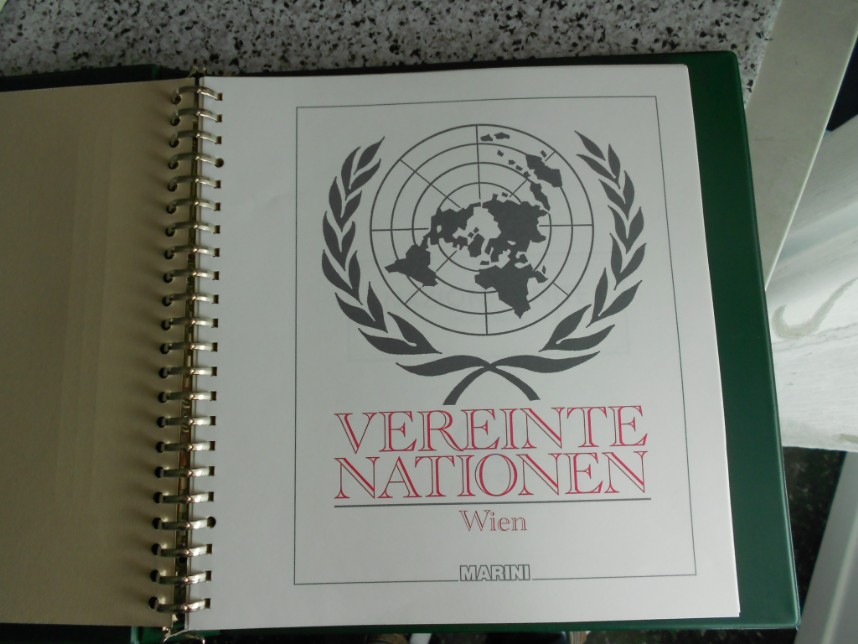 VEREINTE
NATIONEN
Wien
MARINI